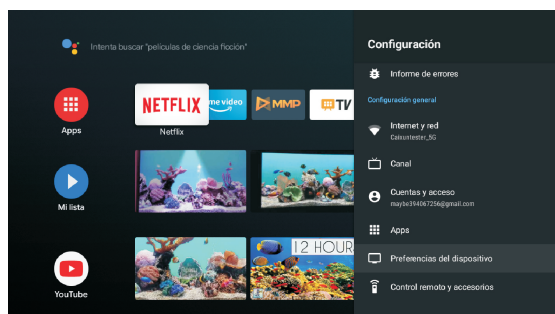 Intenta buscar "películas de ciencia ficción"
Apps
NETFLIX
me video
MMP
TV
Netflix
Mi lista
12 HOUR
YouTube
Configuración
Informe de errores
Configuración general
Internet y red
Caixuntester_5G
Canal
Cuentas y acceso
maybe394067256@gmail.com
Apps
Preferencias del dispositivo
Control remoto y accesorios